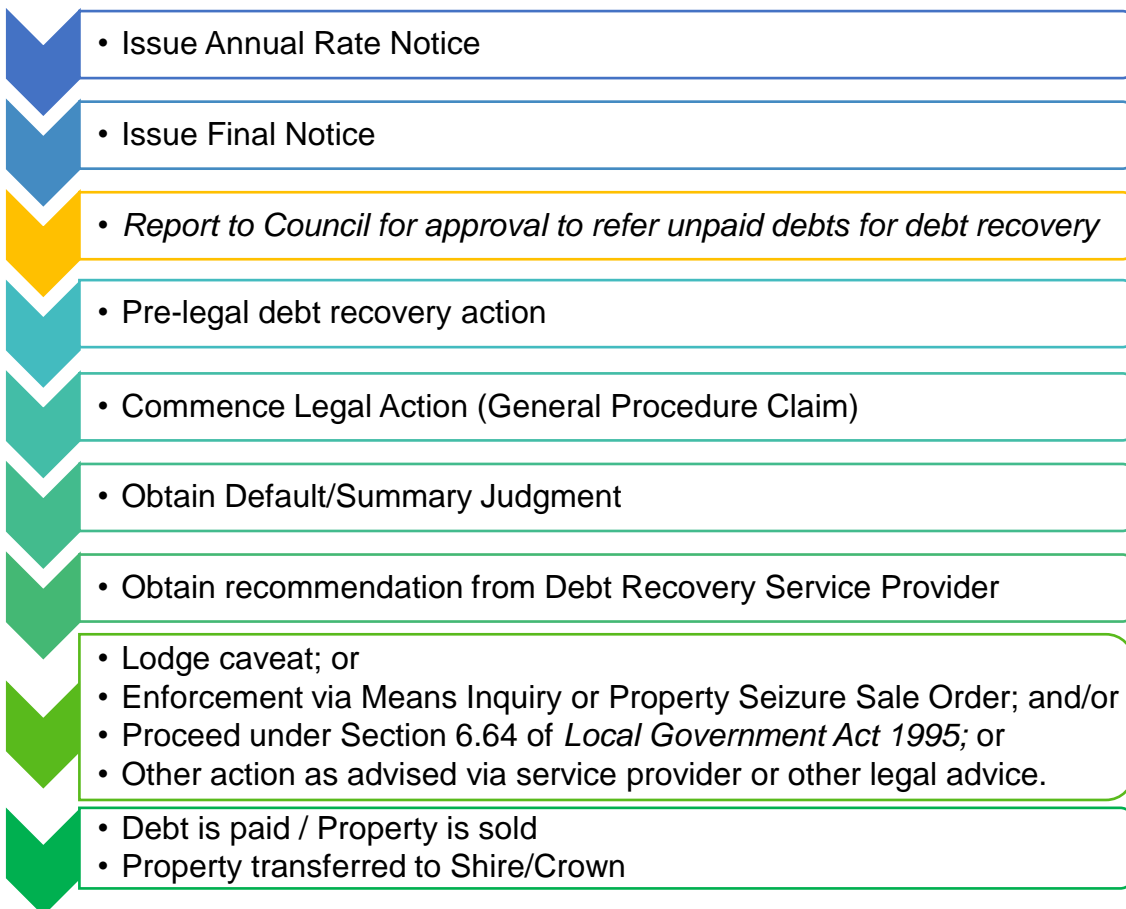 • Issue Annual Rate Notice
• Issue Final Notice
• Report to Council for approval to refer unpaid debts for debt recovery
• Pre-legal debt recovery action
• Commence Legal Action (General Procedure Claim)
• Obtain Default/Summary Judgment
• Obtain recommendation from Debt Recovery Service Provider
• Lodge caveat; or
• Enforcement via Means Inquiry or Property Seizure Sale Order; and/or
• Proceed under Section 6.64 of Local Government Act 1995; or
• Other action as advised via service provider or other legal advice.
• Debt is paid / Property is sold
• Property transferred to Shire/Crown